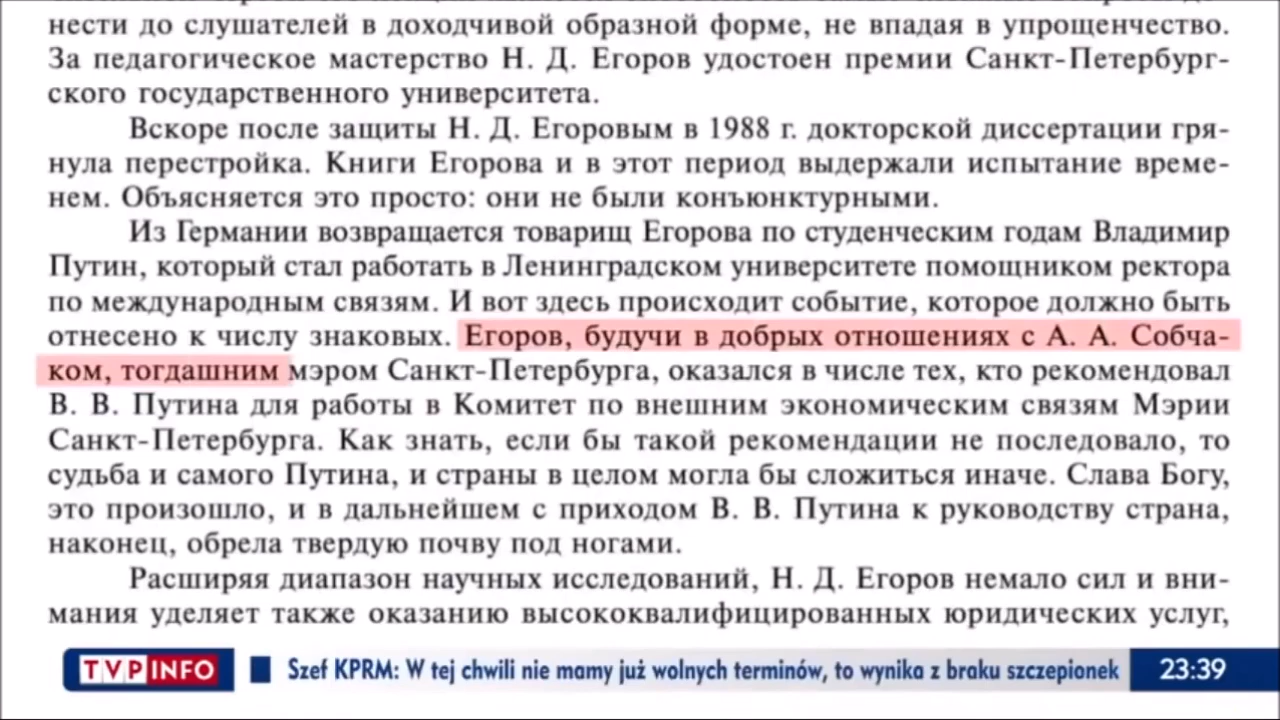 нести до слушателей в доходчивой образной форме, не впадая в упрощенчество.
За педагогическое мастерство Н. Д. Егоров удостоен премии Санкт-Петербург-
ского государственного университета.
Вскоре после защиты Н. Д. Егоровым в 1988 г. докторской диссертации гря-
нула перестройка. Книги Егорова и в этот период выдержали испытание време-
нем. Объясняется это просто: они не были конъюнктурными.
Из Германии возвращается товарищ Егорова по студенческим годам Владимир
Путин, который стал работать в Ленинградском университете помощником ректора
по международным связям. И вот здесь происходит событие, которое должно быть
отнесено к числу знаковых. Егоров, будучи в добрых отношениях с А. А. Собча-
ком, тогдашним мэром Санкт-Петербурга, оказался в числе тех, кто рекомендовал
В. В. Путина для работы в Комитет по внешним экономическим связям Мэрии
Санкт-Петербурга. Как знать, если бы такой рекомендации не последовало, то
судьба и самого Путина, и страны в целом могла бы сложиться иначе. Слава Богу,
это произошло, и в дальнейшем с приходом В. В. Путина к руководству страна,
наконец, обрела твердую почву под ногами.
Расширяя диапазон научных исследований, Н. Д. Егоров немало сил и вни-
мания уделяет также оказанию высококвалифицированных юридических услуг,
TVP INFO Szef KPRM: W tej chwili nie mamy już wolnych terminów, to wynika z braku szczepionek 23:39